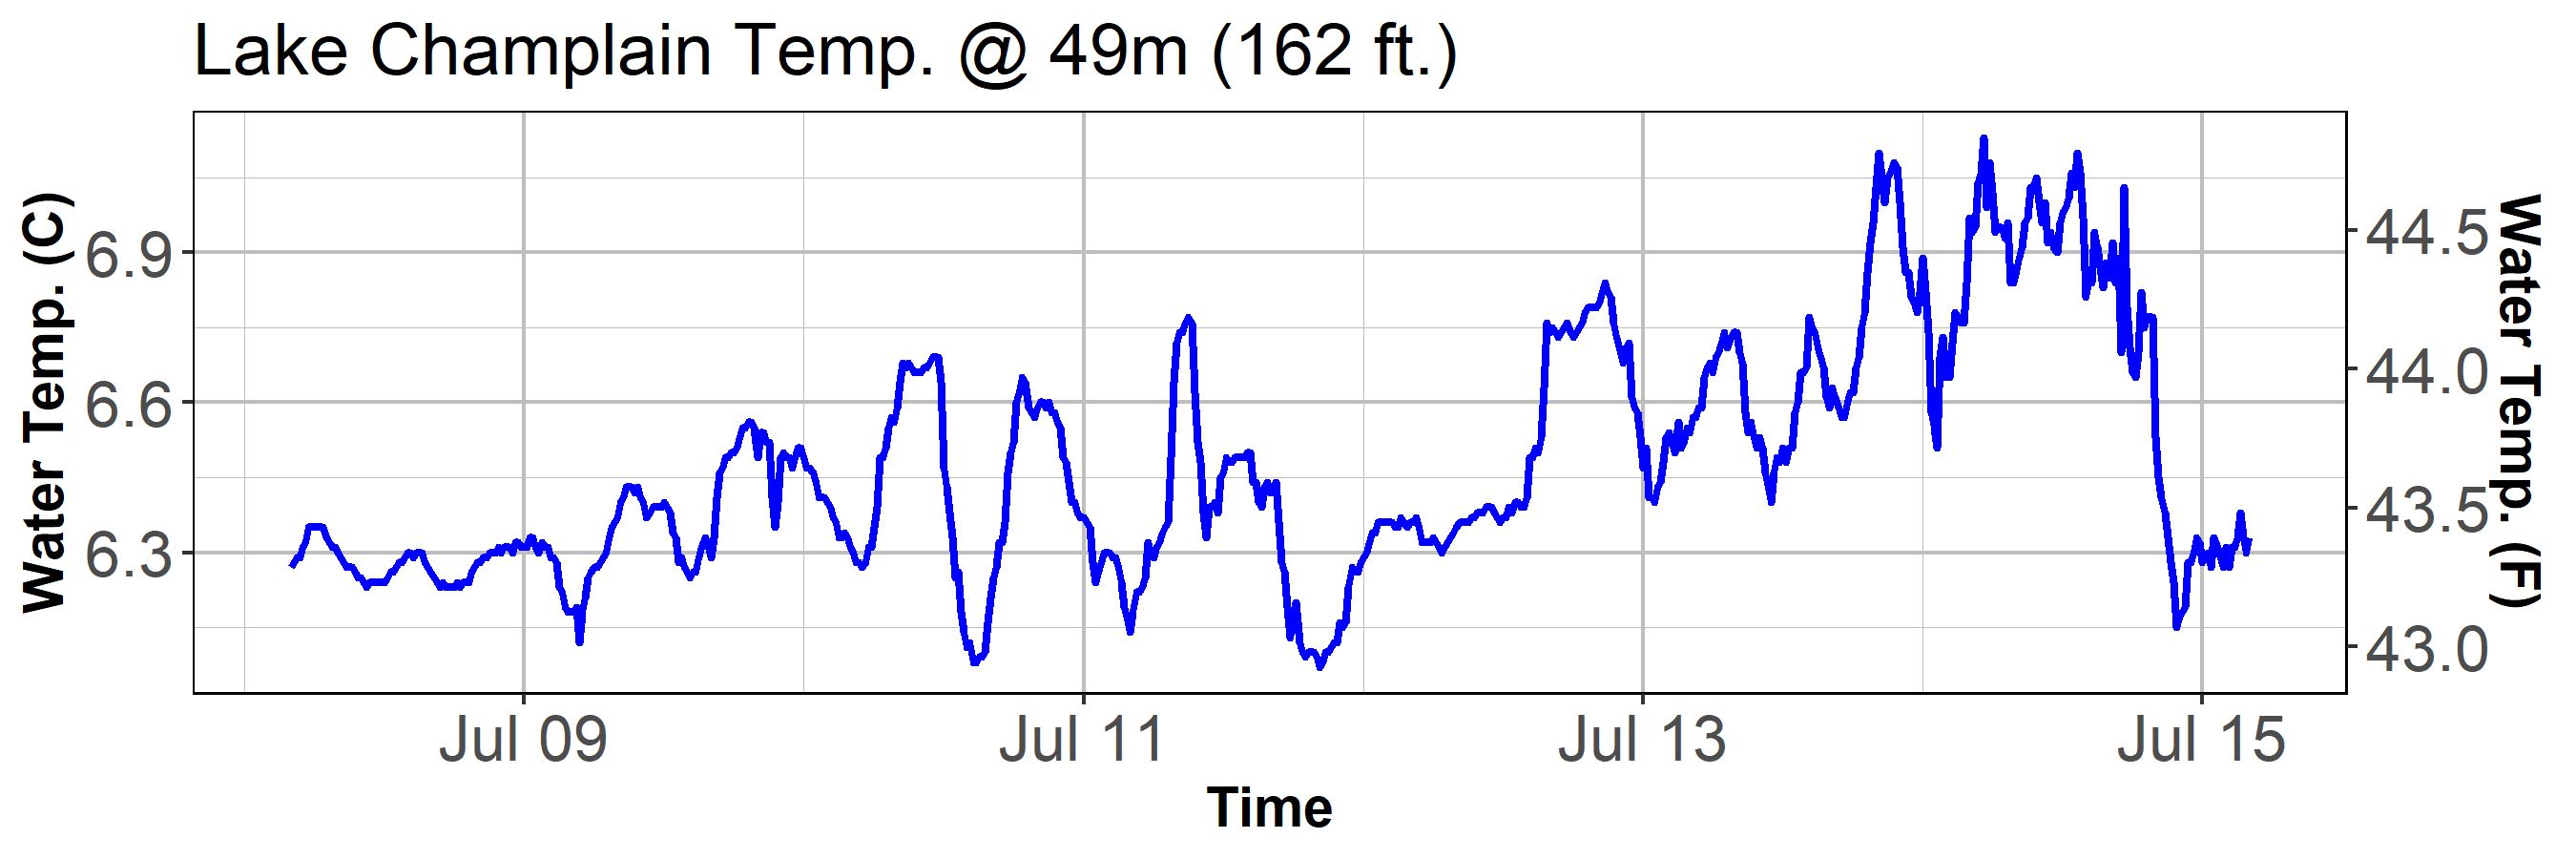 Lake Champlain Temp. @ 49m (162 ft.)
Water Temp. (C)
6.9
6.6
6.3
44.5
44.0
43.5
43.0
Water Temp. (F)
Jul 09 Jul 11 Jul 13 Jul 15
Time